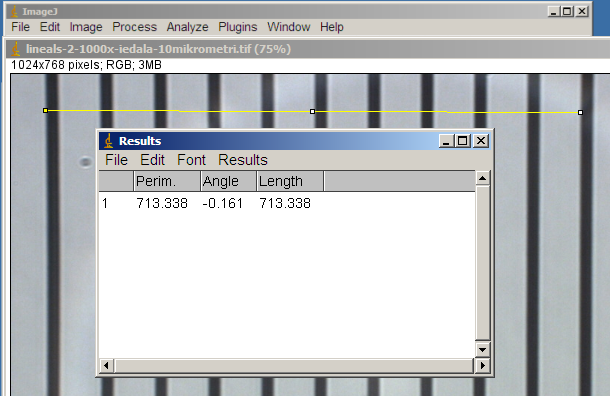 ImageJ
File Edit Image Process Analyze Plugins Window Help
lineals-2-1000x-iedala-10mikrometri.tif (75%)
1024x768 pixels; RGB; 3MB
Results
File Edit Font Results
Perim. Angle Length
1 713.338 -0.161 713.338